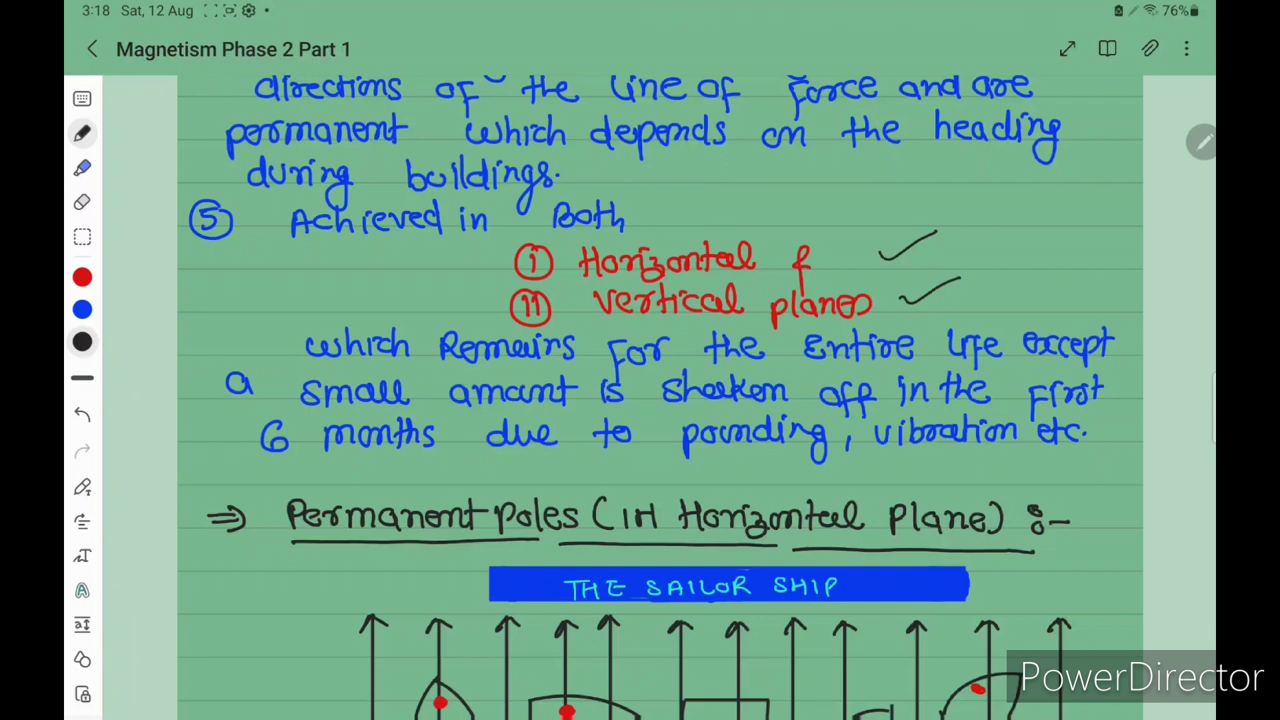 3:18 Sat, 12 Aug
76%
Magnetism Phase 2 Part 1
directions of the line of force and are
permanent which depends on the heading
during buildings.
5 Achieved in Both
i Horizontal &
ii vertical planes
which Remains for the Entire life except
a small amount is sheaken off in the first
6 months due to pounding, vibration etc.
⇒ Permanent poles (in Horizontal Plane) :-
THE SAILOR SHIP
PowerDirector